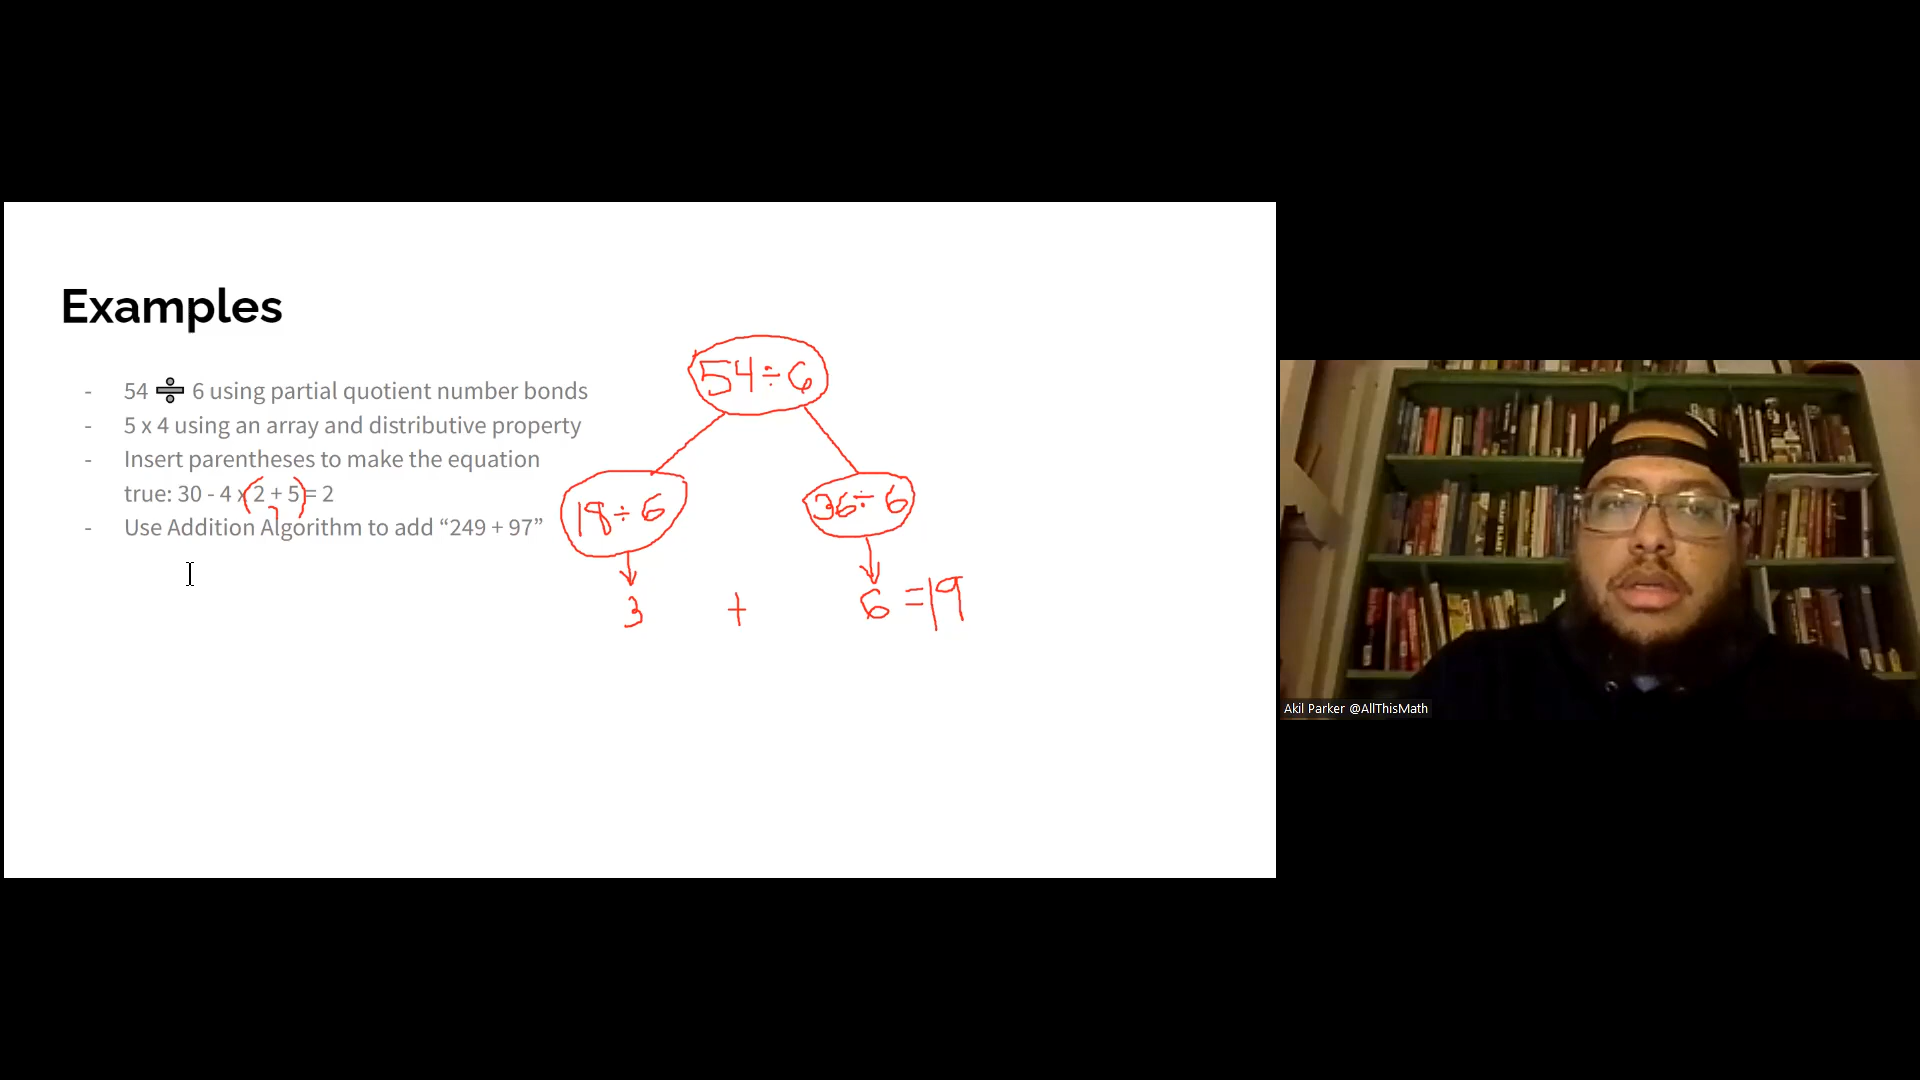 Examples
- 54 ➗ 6 using partial quotient number bonds
- 5 x 4 using an array and distributive property
- Insert parentheses to make the equation
true: 30 - 4 x (2 + 5) = 2
7
- Use Addition Algorithm to add “249 + 97”
54 ÷ 6
18 ÷ 6
36 ÷ 6
3 + 6 = 19
Akil Parker @AllThisMath